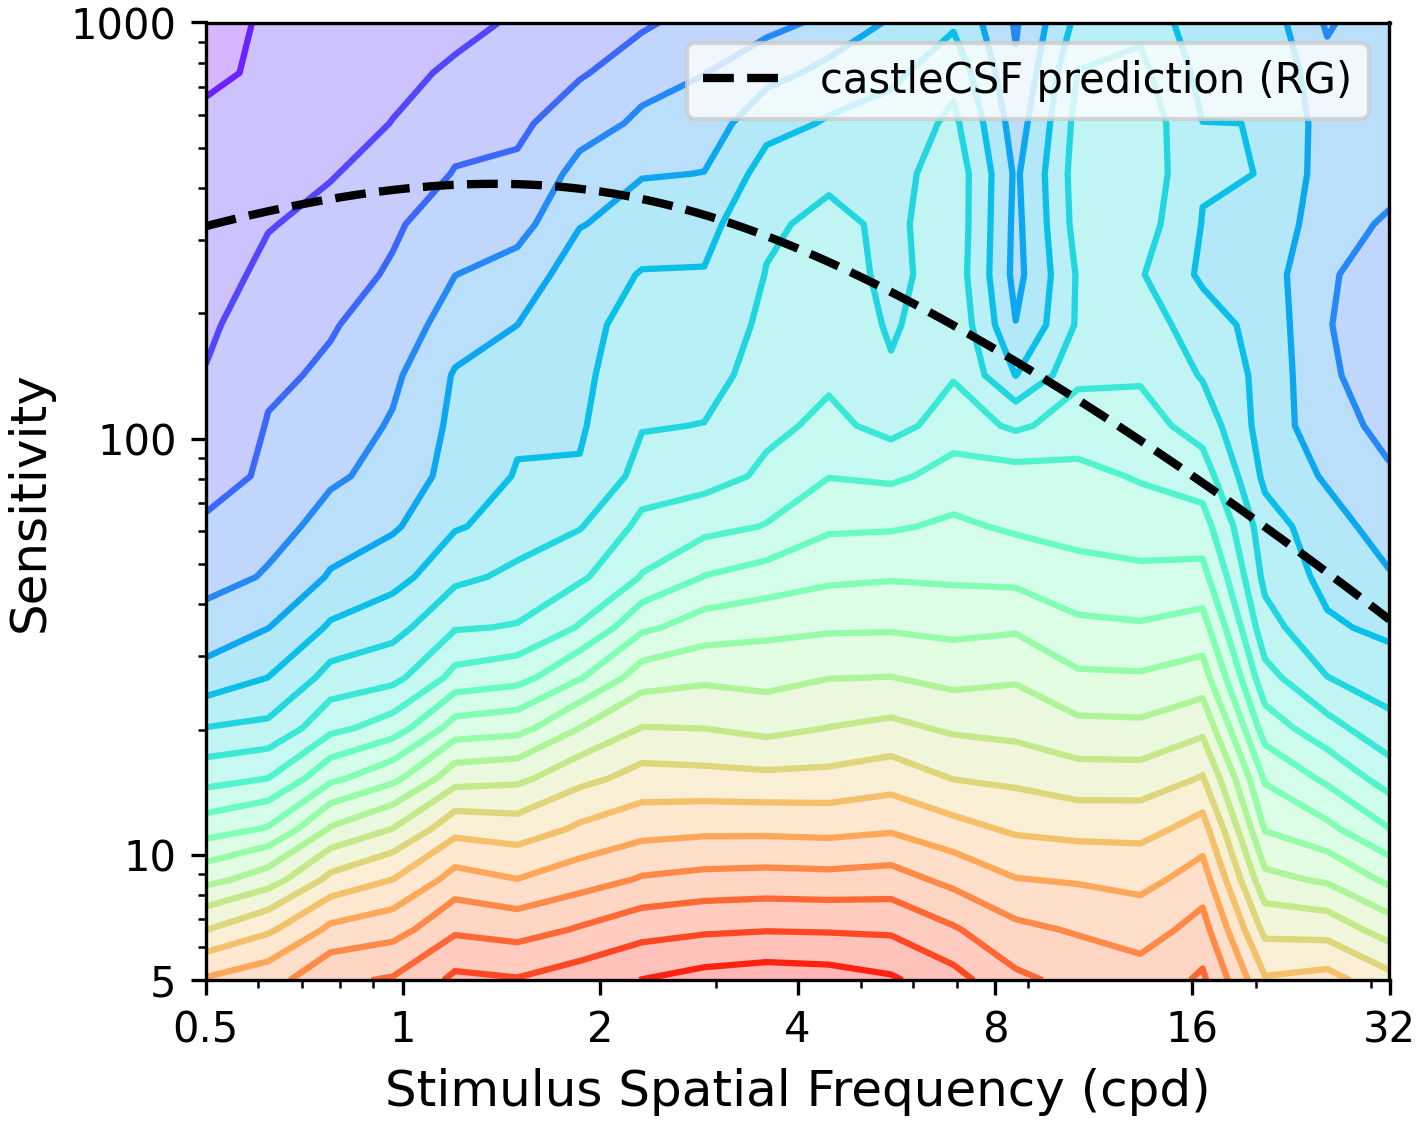 1000
castleCSF prediction (RG)
Sensitivity
100
10
5
0.5 1 2 4 8 16 32
Stimulus Spatial Frequency (cpd)